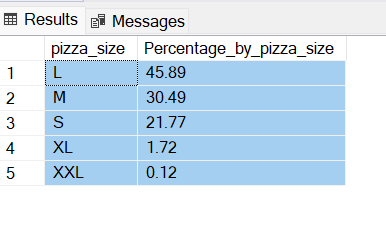 Results Messages
pizza_size Percentage_by_pizza_size
1 L 45.89
2 M 30.49
3 S 21.77
4 XL 1.72
5 XXL 0.12